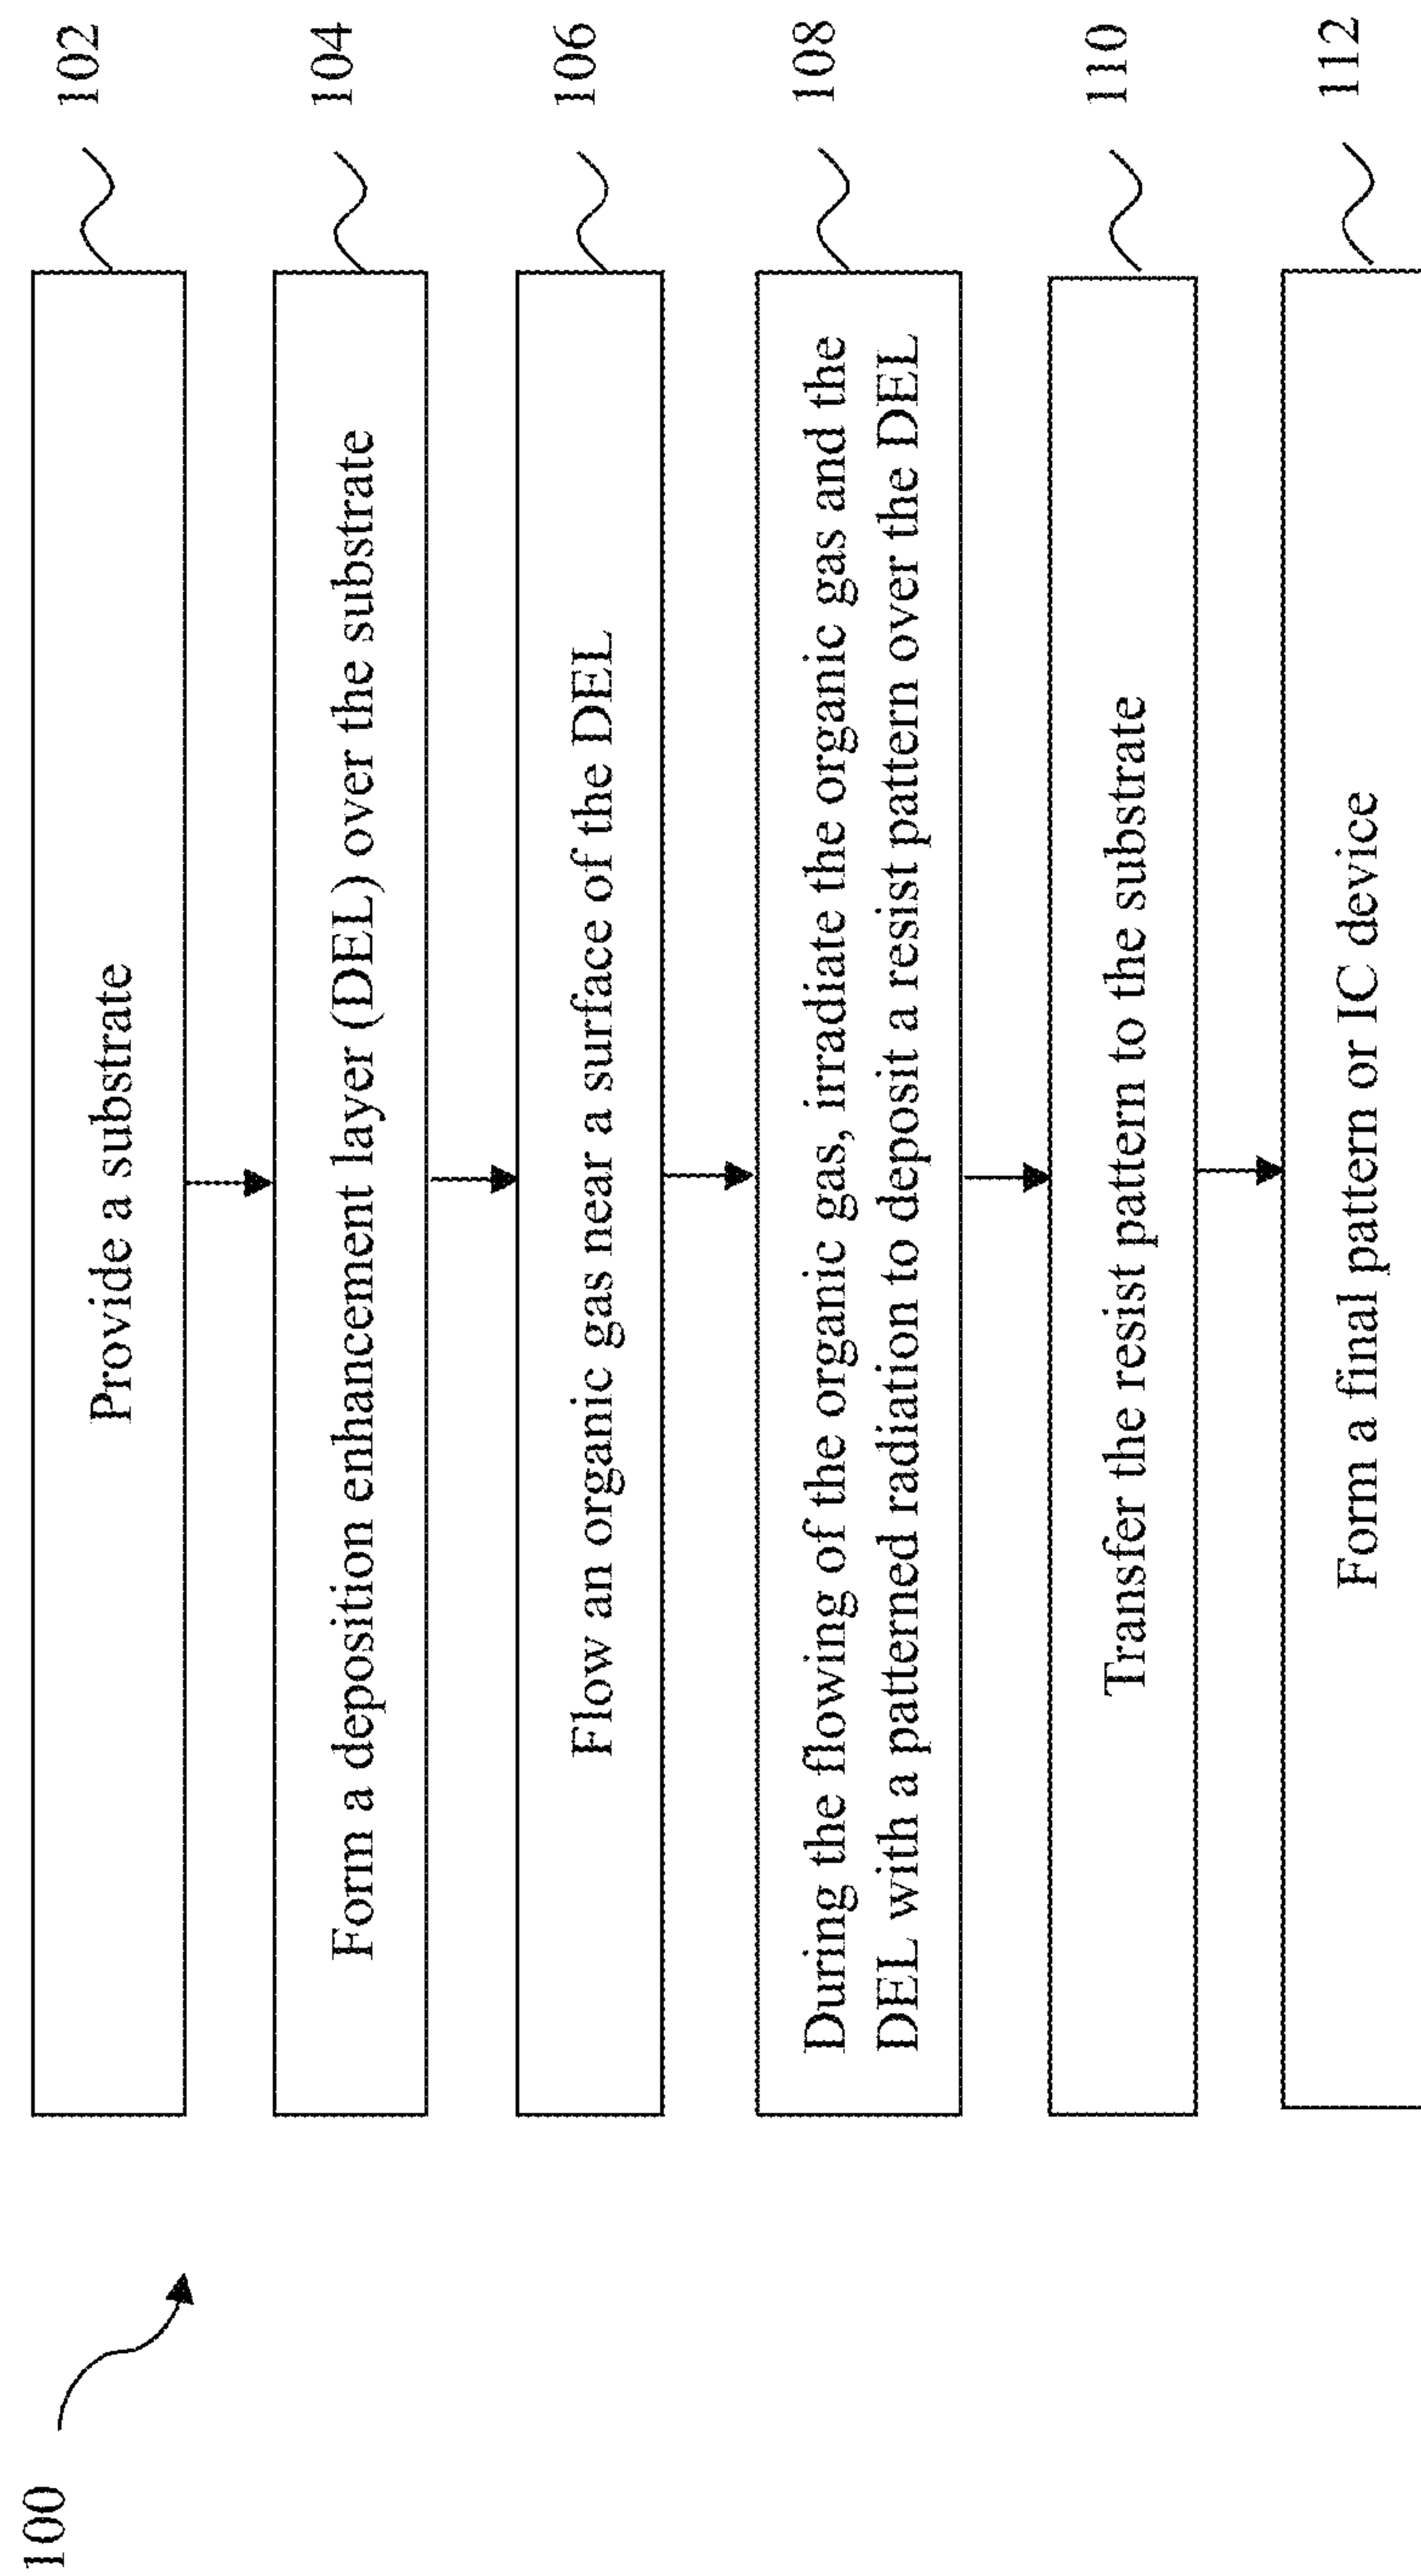 100
Provide a substrate
102
Form a deposition enhancement layer (DEL) over the substrate
104
Flow an organic gas near a surface of the DEL
106
During the flowing of the organic gas, irradiate the organic gas and the
DEL with a patterned radiation to deposit a resist pattern over the DEL
108
Transfer the resist pattern to the substrate
110
Form a final pattern or IC device
112